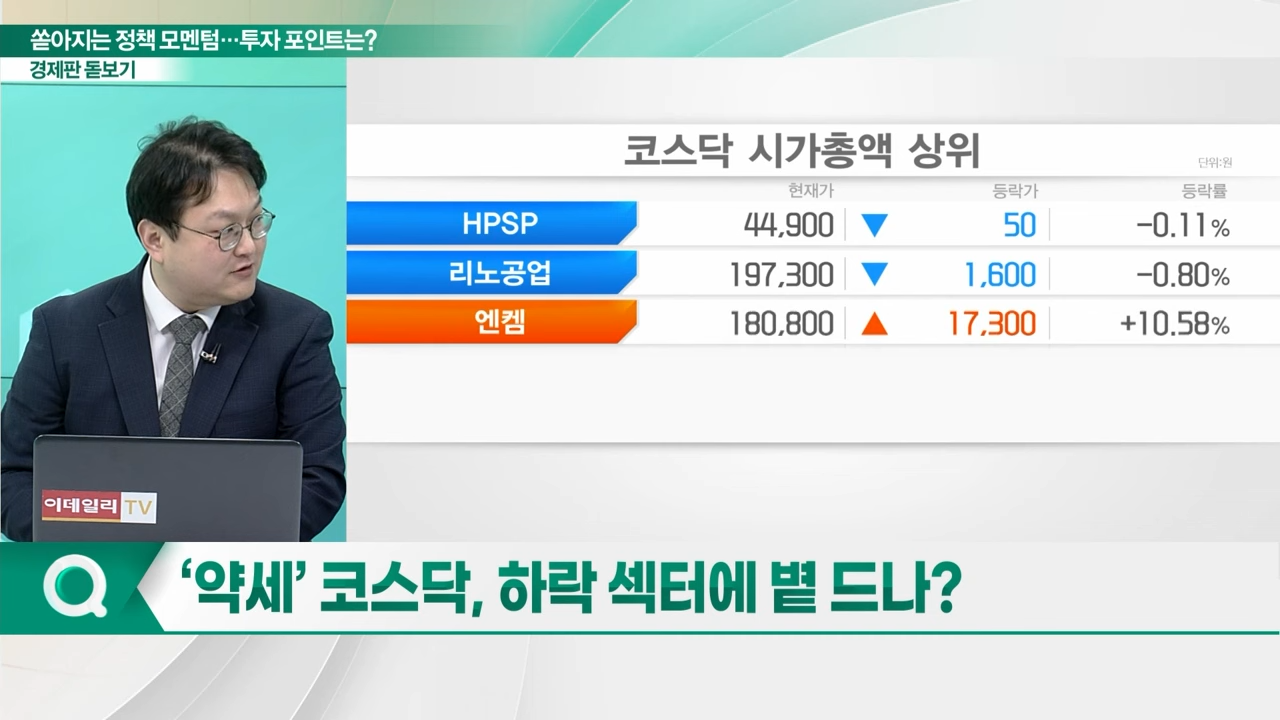 쏟아지는 정책 모멘텀…투자 포인트는?
경제판 돋보기
코스닥 시가총액 상위
단위:원
현재가 등락가 등락률
HPSP 44,900 ▼ 50 -0.11%
리노공업 197,300 ▼ 1,600 -0.80%
엔켐 180,800 ▲ 17,300 +10.58%
이데일리 TV
‘약세’ 코스닥, 하락 섹터에 볕 드나?